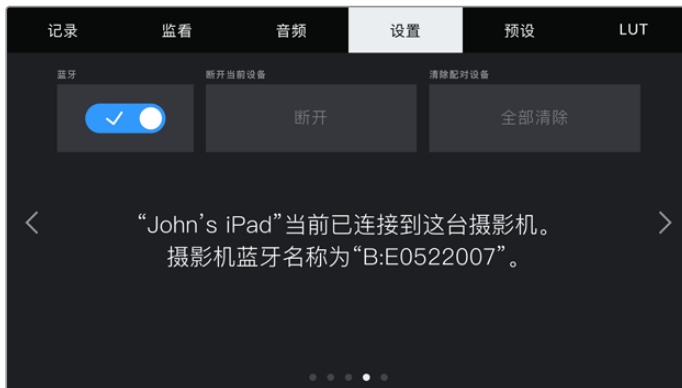 记录 监看 音频 设置 预设 LUT
蓝牙 断开当前设备 清除配对设备
断开 全部清除
“John’s iPad”当前已连接到这台摄影机。
摄影机蓝牙名称为“B:E0522007”。